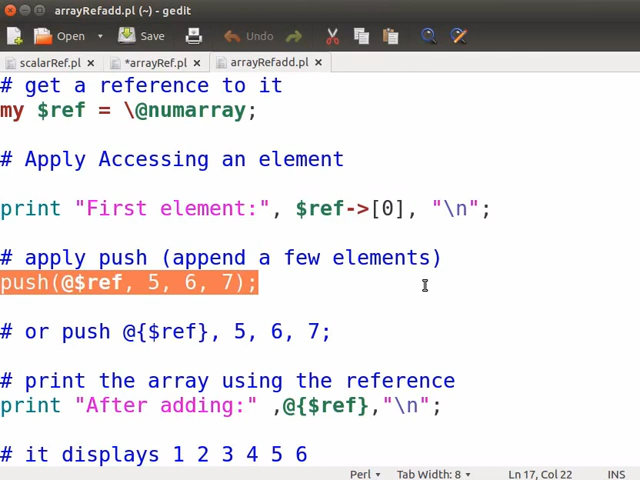 arrayRefadd.pl (~) - gedit
Open Save Undo
scalarRef.pl *arrayRef.pl arrayRefadd.pl
# get a reference to it
my $ref = \@numarray;
# Apply Accessing an element
print "First element:", $ref->[0], "\n";
# apply push (append a few elements)
push(@$ref, 5, 6, 7);
# or push @{$ref}, 5, 6, 7;
# print the array using the reference
print "After adding:" ,@{$ref},"\n";
# it displays 1 2 3 4 5 6
Perl Tab Width: 8 Ln 17, Col 22 INS